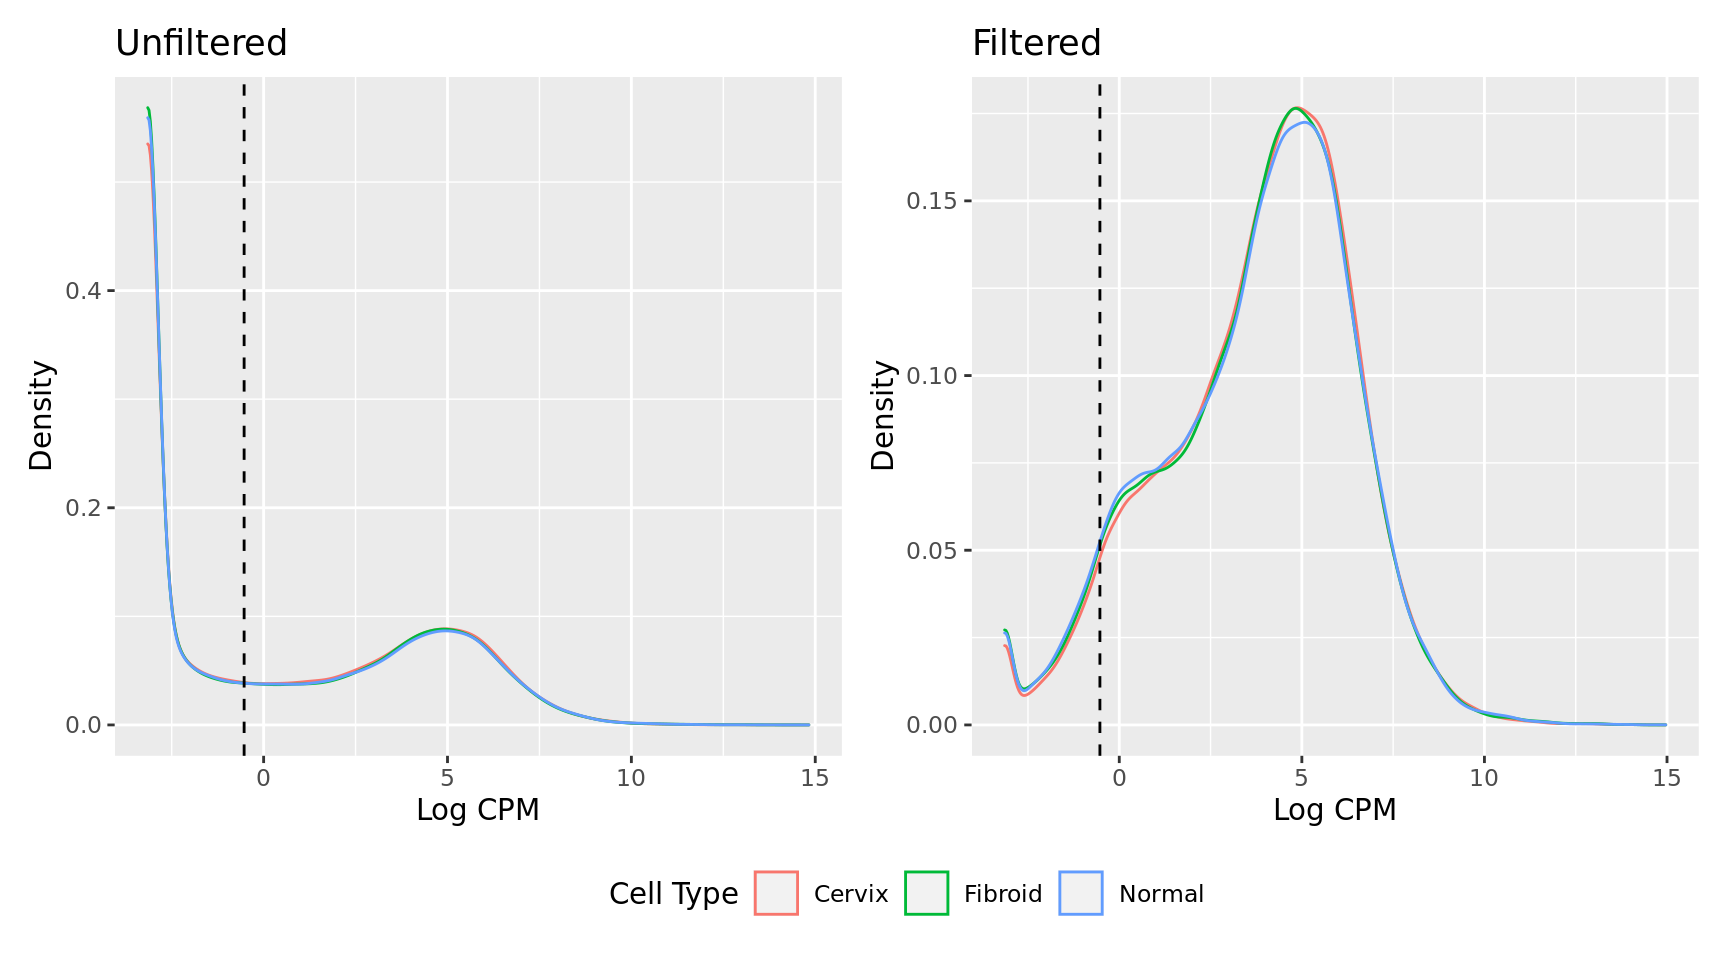 Unfiltered
Density
0.4
0.2
0.0
0 5 10 15
Log CPM
Filtered
Density
0.15
0.10
0.05
0.00
0 5 10 15
Log CPM
Cell Type Cervix Fibroid Normal